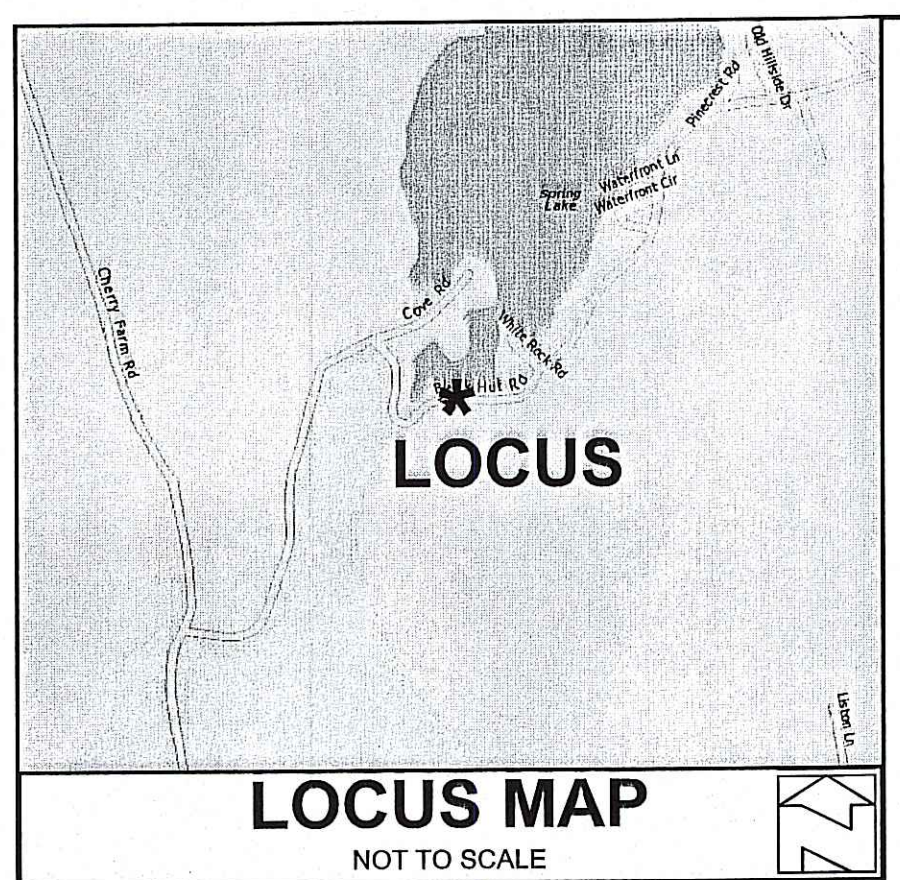 Old Hillside Dr
Pinecrest Rd
Waterfront Ln
Spring
Lake
Waterfront Cir
Cherry Farm Rd
Cove Rd
White Rock Rd
Hut Rd
LOCUS
Liston Ln
LOCUS MAP
NOT TO SCALE